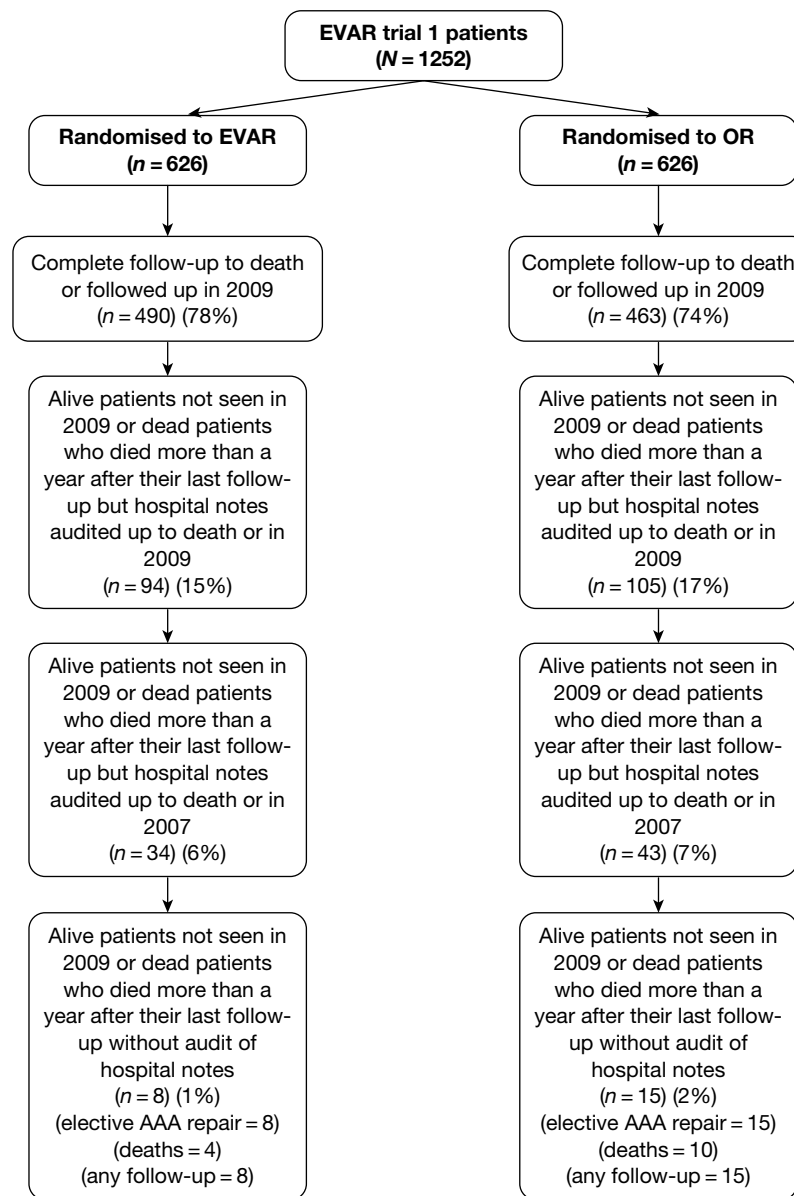 EVAR trial 1 patients
(N = 1252)
Randomised to EVAR
(n = 626)
Complete follow-up to death
or followed up in 2009
(n = 490) (78%)
Alive patients not seen in
2009 or dead patients
who died more than a
year after their last follow-
up but hospital notes
audited up to death or in
2009
(n = 94) (15%)
Alive patients not seen in
2009 or dead patients
who died more than a
year after their last follow-
up but hospital notes
audited up to death or in
2007
(n = 34) (6%)
Alive patients not seen in
2009 or dead patients
who died more than a
year after their last follow-
up without audit of
hospital notes
(n = 8) (1%)
(elective AAA repair = 8)
(deaths = 4)
(any follow-up = 8)
Randomised to OR
(n = 626)
Complete follow-up to death
or followed up in 2009
(n = 463) (74%)
Alive patients not seen in
2009 or dead patients
who died more than a
year after their last follow-
up but hospital notes
audited up to death or in
2009
(n = 105) (17%)
Alive patients not seen in
2009 or dead patients
who died more than a
year after their last follow-
up but hospital notes
audited up to death or in
2007
(n = 43) (7%)
Alive patients not seen in
2009 or dead patients
who died more than a
year after their last follow-
up without audit of
hospital notes
(n = 15) (2%)
(elective AAA repair = 15)
(deaths = 10)
(any follow-up = 15)